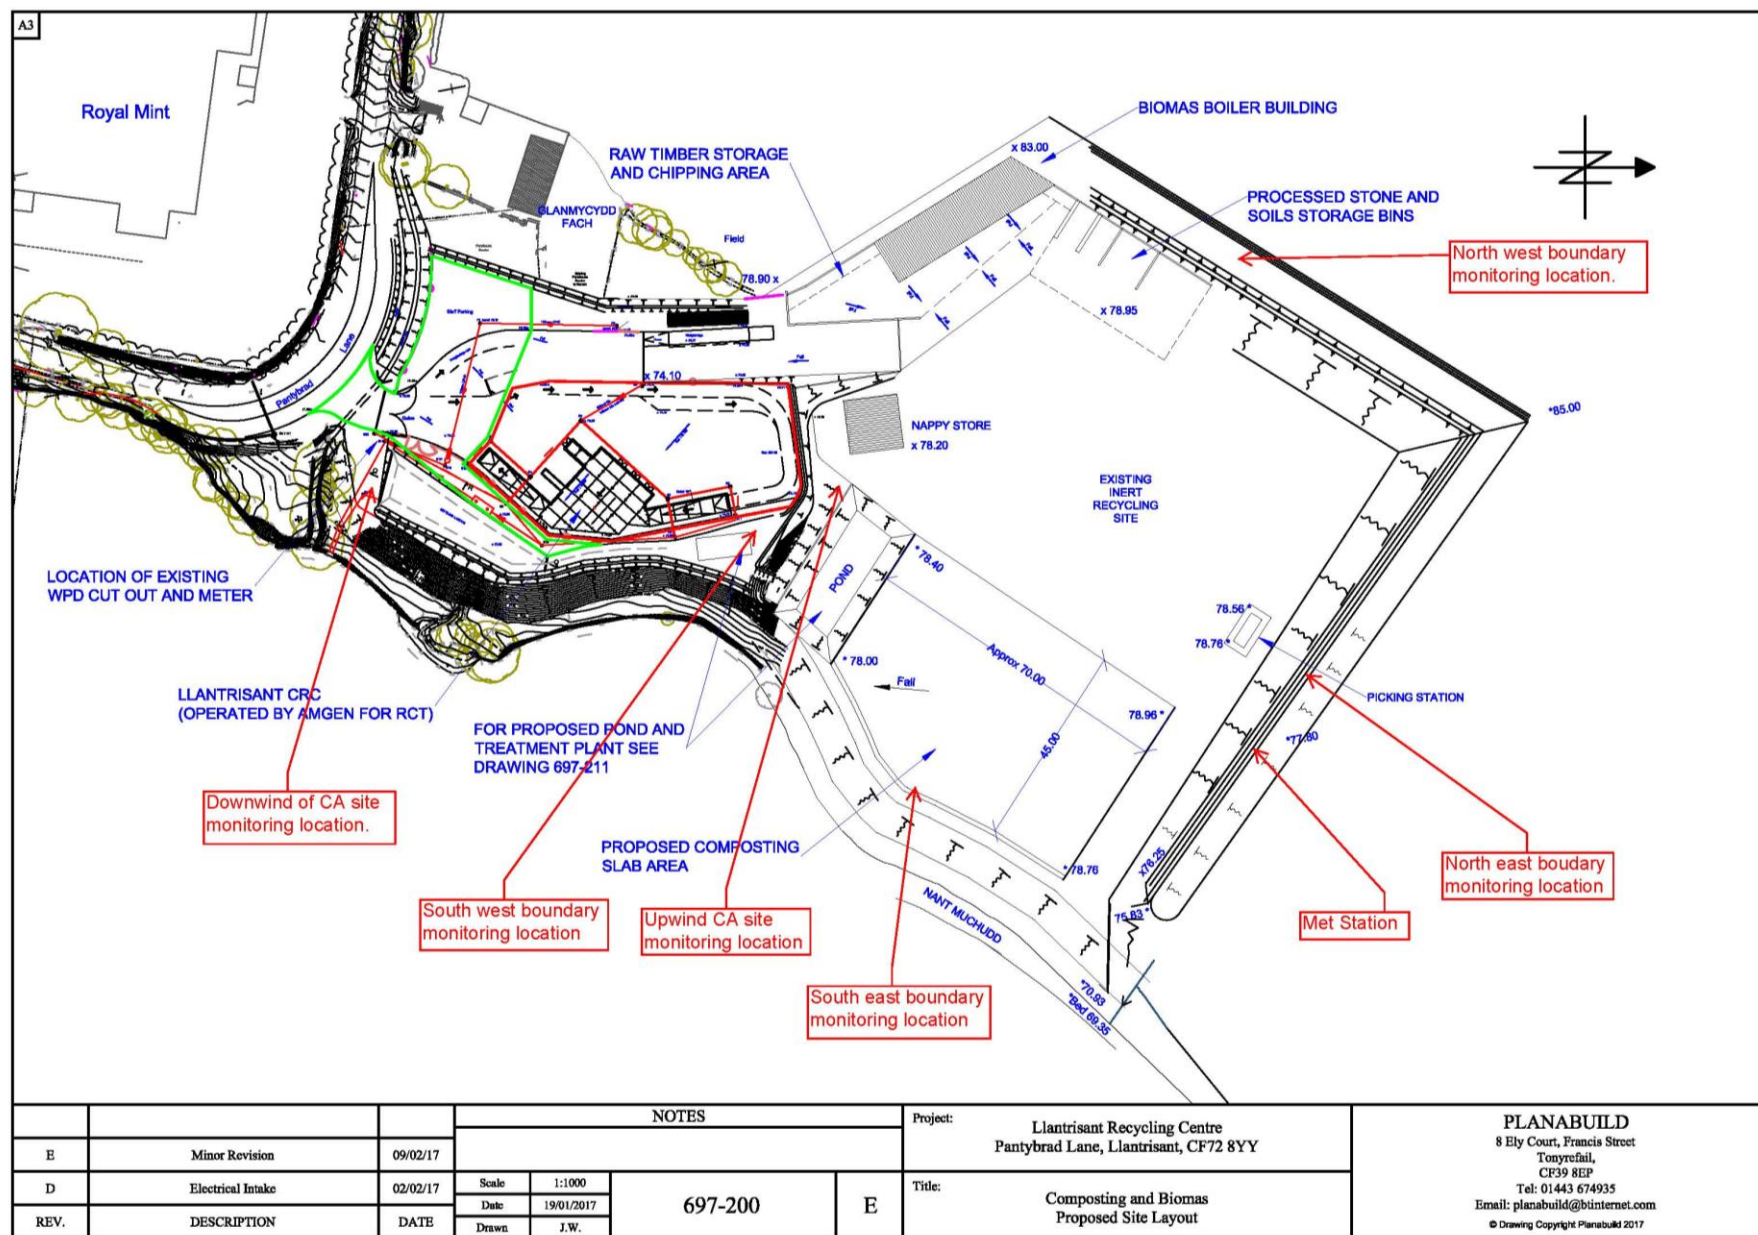 A3
Royal Mint
BIOMAS BOILER BUILDING
x 83.00
RAW TIMBER STORAGE
AND CHIPPING AREA
PROCESSED STONE AND
SOILS STORAGE BINS
GLANMYCYDD
FACH
Field
North west boundary
monitoring location.
78.90 x
x 78.95
Staff Parking
Fall
Lane
Pantybrad
x 74.10
*85.00
NAPPY STORE
x 78.20
EXISTING
INERT
RECYCLING
SITE
* 78.40
POND
LOCATION OF EXISTING
WPD CUT OUT AND METER
78.56 *
78.76 *
* 78.00
Approx 70.00
Fall
LLANTRISANT CRC
(OPERATED BY AMGEN FOR RCT)
PICKING STATION
78.96 *
FOR PROPOSED POND AND
TREATMENT PLANT SEE
DRAWING 697-211
*77.80
45.00
Downwind of CA site
monitoring location.
PROPOSED COMPOSTING
SLAB AREA
* 78.76
x76.25
North east boudary
monitoring location
South west boundary
monitoring location
Upwind CA site
monitoring location
NANT MUCHUDD
75.83 *
Met Station
South east boundary
monitoring location
*70.93
*Bed 69.35
NOTES
E
Minor Revision
09/02/17
D
Electrical Intake
02/02/17
REV.
DESCRIPTION
DATE
Scale
1:1000
Date
19/01/2017
Drawn
J.W.
697-200
E
Project:
Llantrisant Recycling Centre
Pantybrad Lane, Llantrisant, CF72 8YY
Title:
Composting and Biomas
Proposed Site Layout
PLANABUILD
8 Ely Court, Francis Street
Tonyrefail,
CF39 8EP
Tel: 01443 674935
Email: planabuild@btinternet.com
© Drawing Copyright Planabuild 2017